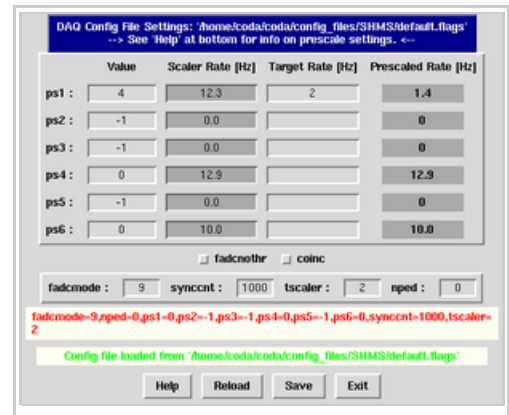 DAQ Config File Settings: '/home/coda/coda/config_files/SHMS/default.flags'
--> See 'Help' at bottom for info on prescale settings. <--
Value Scaler Rate [Hz] Target Rate [Hz] Prescaled Rate [Hz]
ps1 : 4 12.3 2 1.4
ps2 : -1 0.0 0
ps3 : -1 0.0 0
ps4 : 0 12.9 12.9
ps5 : -1 0.0 0
ps6 : 0 10.0 10.0
fadcnothr coinc
fadcmode : 9 synccnt : 1000 tscaler : 2 nped : 0
fadcmode=9,nped=0,ps1=0,ps2=-1,ps3=-1,ps4=0,ps5=-1,ps6=0,synccnt=1000,tscaler=
2
Config file loaded from '/home/coda/coda/config_files/SHMS/default.flags'
Help Reload Save Exit